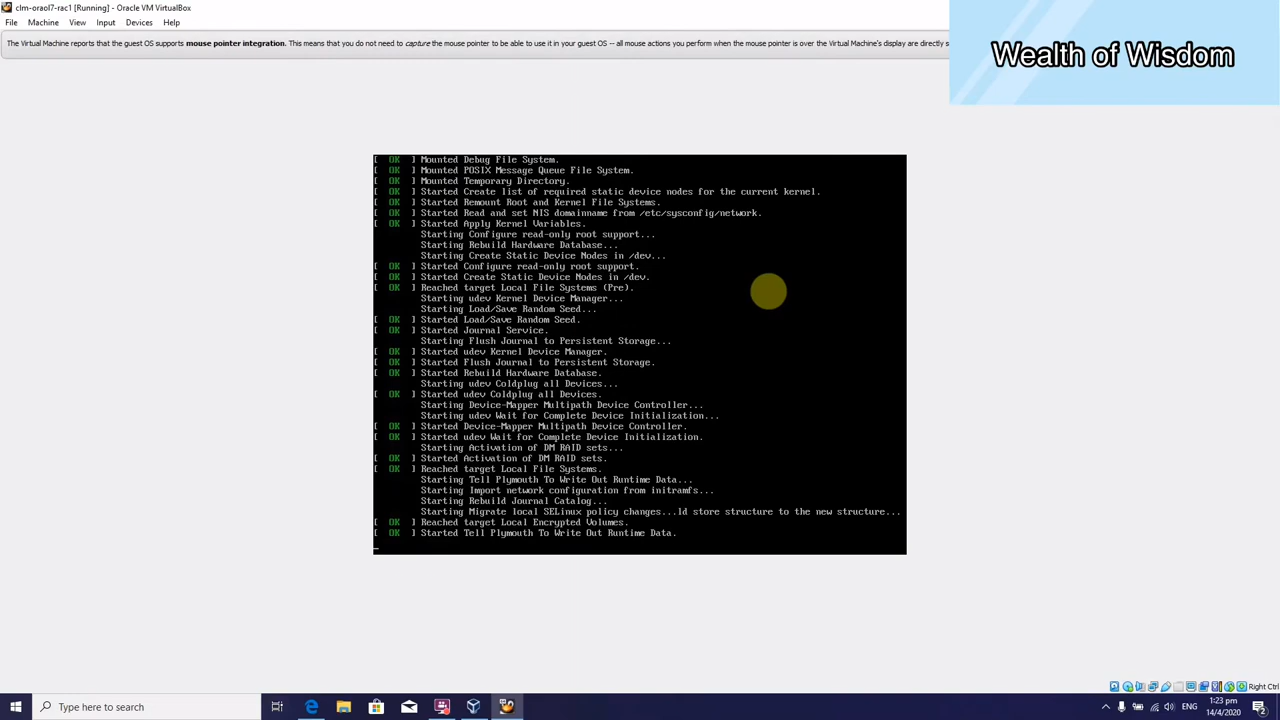 clm-oraol7-rac1 [Running] - Oracle VM VirtualBox
File Machine View Input Devices Help
The Virtual Machine reports that the guest OS supports mouse pointer integration. This means that you do not need to capture the mouse pointer to be able to use it in your guest OS -- all mouse actions you perform when the mouse pointer is over the Virtual Machine's display are directly s
Wealth of Wisdom
[ OK ] Mounted Debug File System.
[ OK ] Mounted POSIX Message Queue File System.
[ OK ] Mounted Temporary Directory.
[ OK ] Started Create list of required static device nodes for the current kernel.
[ OK ] Started Remount Root and Kernel File Systems.
[ OK ] Started Read and set NIS domainname from /etc/sysconfig/network.
[ OK ] Started Apply Kernel Variables.
Starting Configure read-only root support...
Starting Rebuild Hardware Database...
Starting Create Static Device Nodes in /dev...
[ OK ] Started Configure read-only root support.
[ OK ] Started Create Static Device Nodes in /dev.
[ OK ] Reached target Local File Systems (Pre).
Starting udev Kernel Device Manager...
Starting Load/Save Random Seed...
[ OK ] Started Load/Save Random Seed.
[ OK ] Started Journal Service.
Starting Flush Journal to Persistent Storage...
[ OK ] Started udev Kernel Device Manager.
[ OK ] Started Flush Journal to Persistent Storage.
[ OK ] Started Rebuild Hardware Database.
Starting udev Coldplug all Devices...
[ OK ] Started udev Coldplug all Devices.
Starting Device-Mapper Multipath Device Controller...
Starting udev Wait for Complete Device Initialization...
[ OK ] Started Device-Mapper Multipath Device Controller.
[ OK ] Started udev Wait for Complete Device Initialization.
Starting Activation of DM RAID sets...
[ OK ] Started Activation of DM RAID sets.
[ OK ] Reached target Local File Systems.
Starting Tell Plymouth To Write Out Runtime Data...
Starting Import network configuration from initramfs...
Starting Rebuild Journal Catalog...
Starting Migrate local SELinux policy changes...ld store structure to the new structure...
[ OK ] Reached target Local Encrypted Volumes.
[ OK ] Started Tell Plymouth To Write Out Runtime Data.
Right Ctrl
Type here to search
ENG
1:23 pm
14/4/2020
2